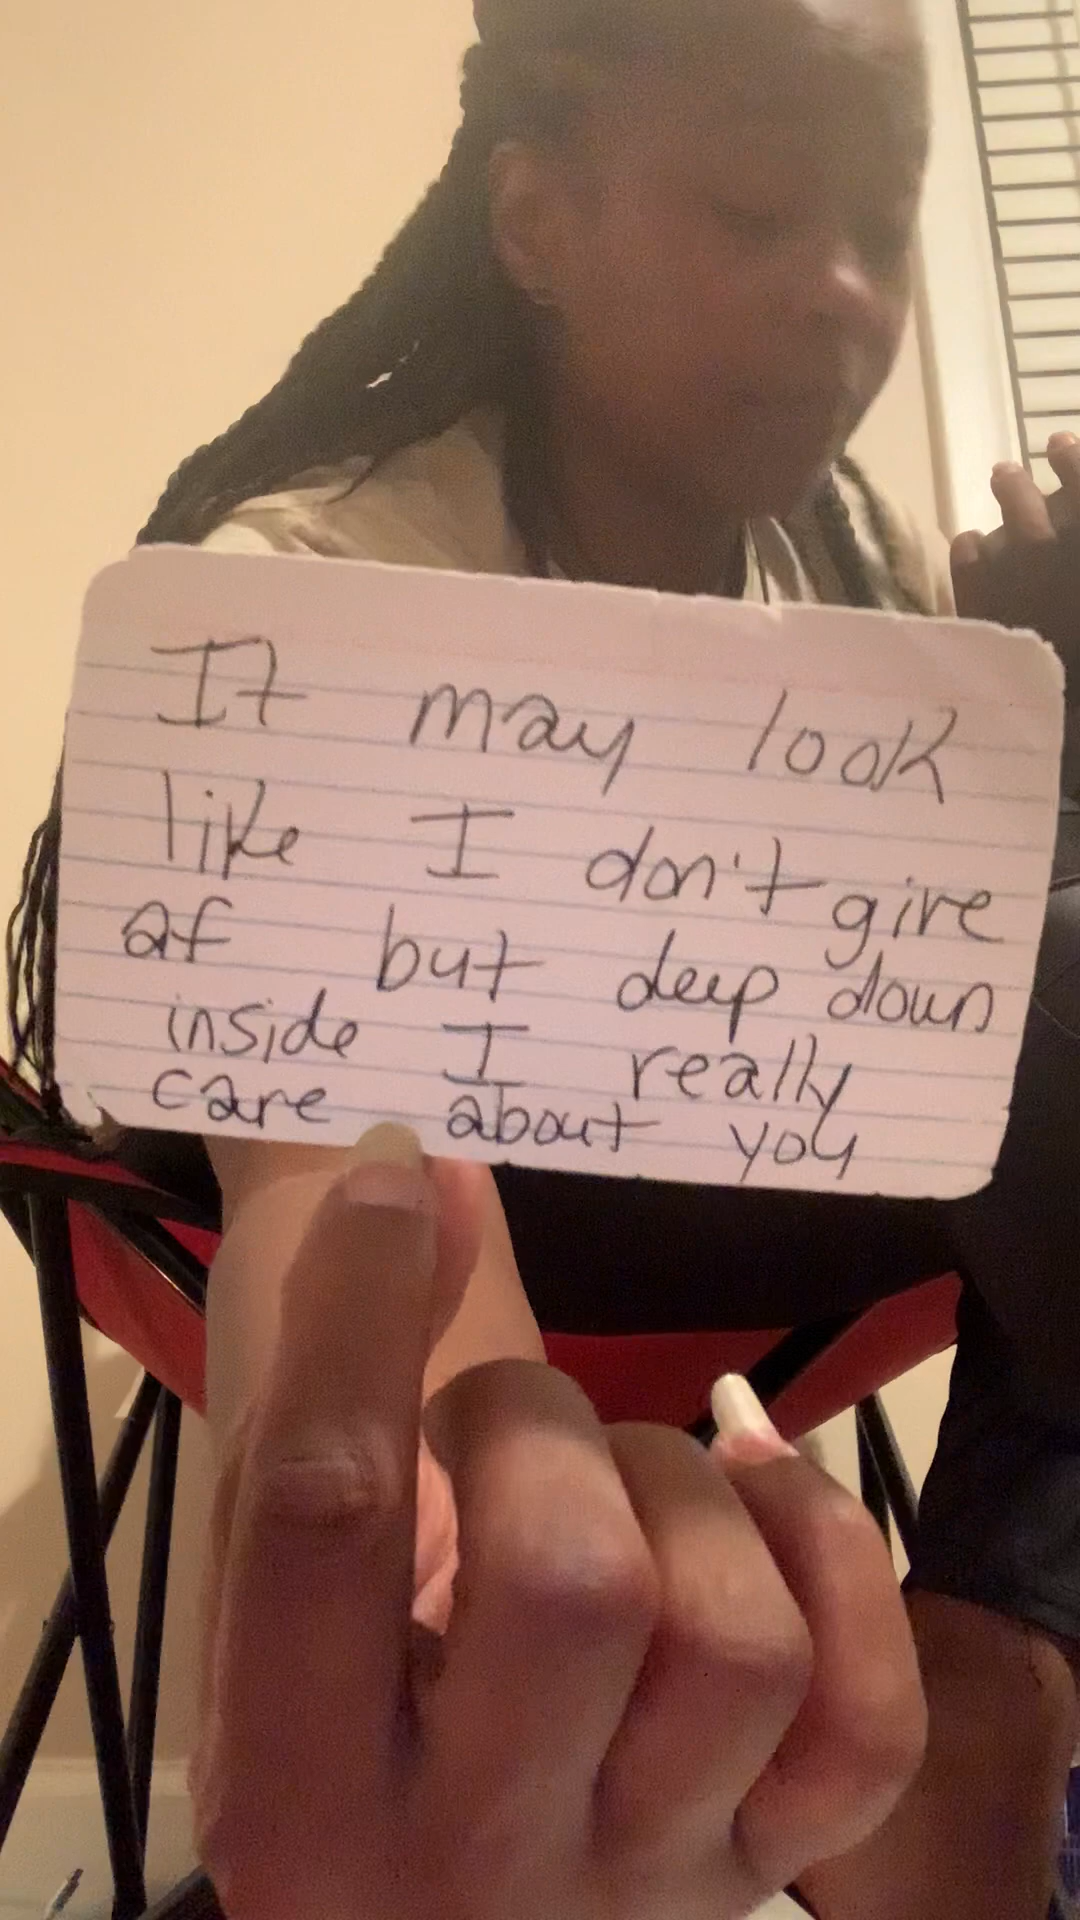 It may look
like I don't give
af but deep down
inside I really
care about you